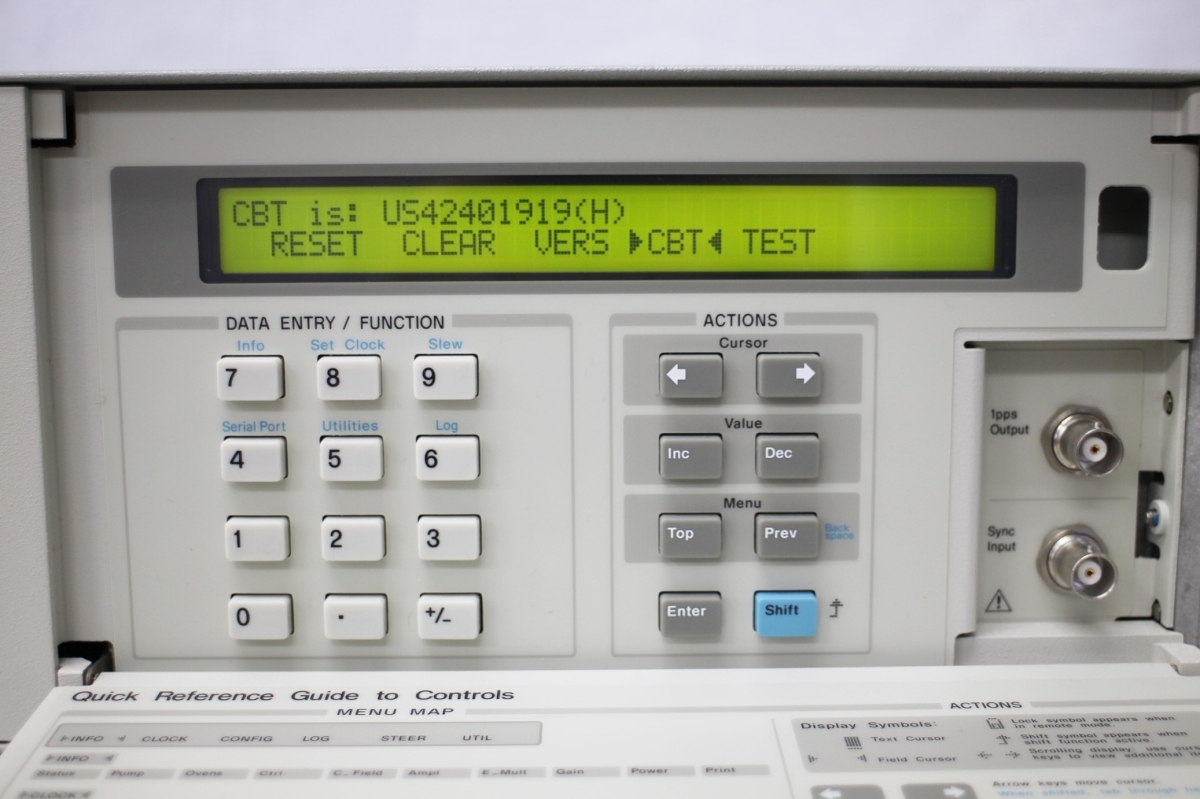 CBT is: US42401919(H)
RESET CLEAR VERS CBT TEST
DATA ENTRY / FUNCTION
Info Set Clock Slew
7 8 9
Serial Port Utilities Log
4 5 6
1 2 3
0 . +/-
ACTIONS
Cursor
Value
Inc Dec
Menu
Top Prev Back space
Enter Shift
1pps
Output
Sync
Input
Quick Reference Guide to Controls
MENU MAP
INFO CLOCK CONFIG LOG STEER UTIL
INFO
Status Pump Ovens Ctrl C_Field Ampl E_Mult Gain Power Print
CLOCK
ACTIONS
Display Symbols:
Text Cursor
Field Cursor
Lock symbol appears when
in remote mode.
Shift symbol appears when
shift function active.
Scrolling display: use
keys to view additional
Arrow keys move cursor.
When shifted, tab through